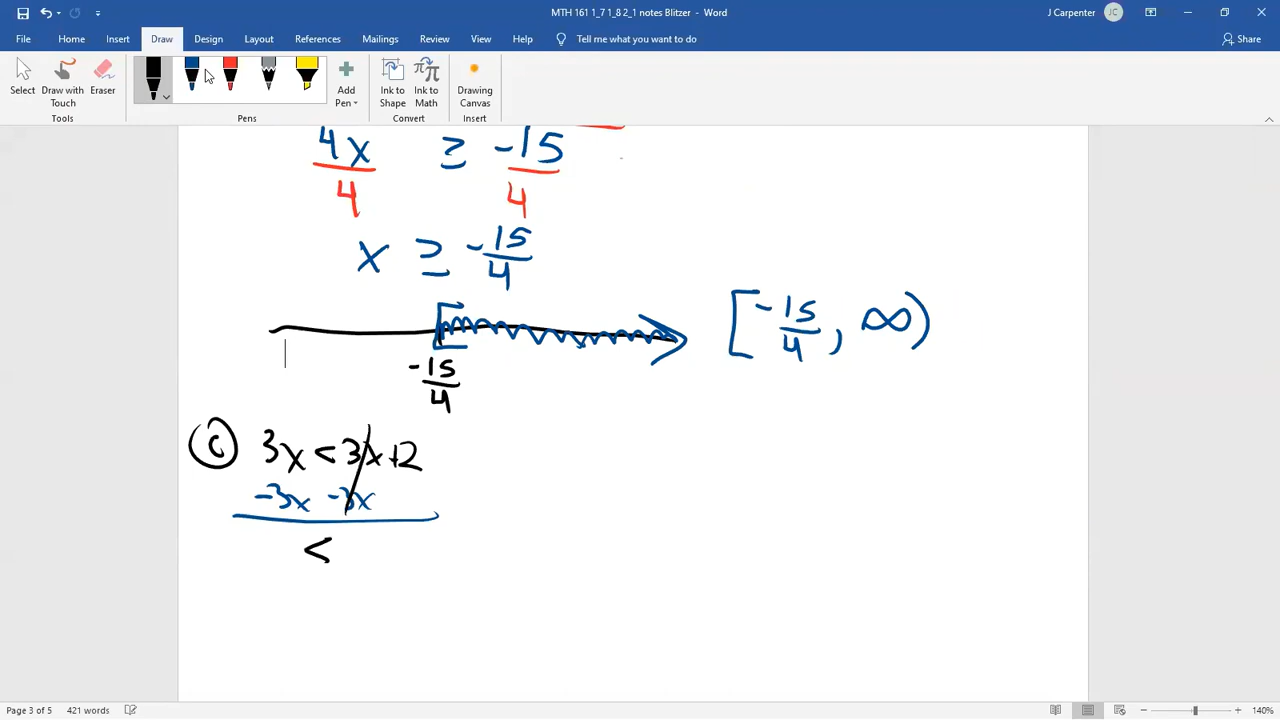 MTH 161 1_7 1_8 2_1 notes Blitzer - Word
J Carpenter JC
File Home Insert Draw Design Layout References Mailings Review View Help Tell me what you want to do Share
Select Draw with Touch Eraser Add Pen Ink to Shape Ink to Math Drawing Canvas
Tools Pens Convert Insert
4x ≥ -15
4 4
x ≥ -15/4
[-15/4, ∞)
-15/4
c 3x < 3x+2
-3x -3x
<
Page 3 of 5 421 words 140%